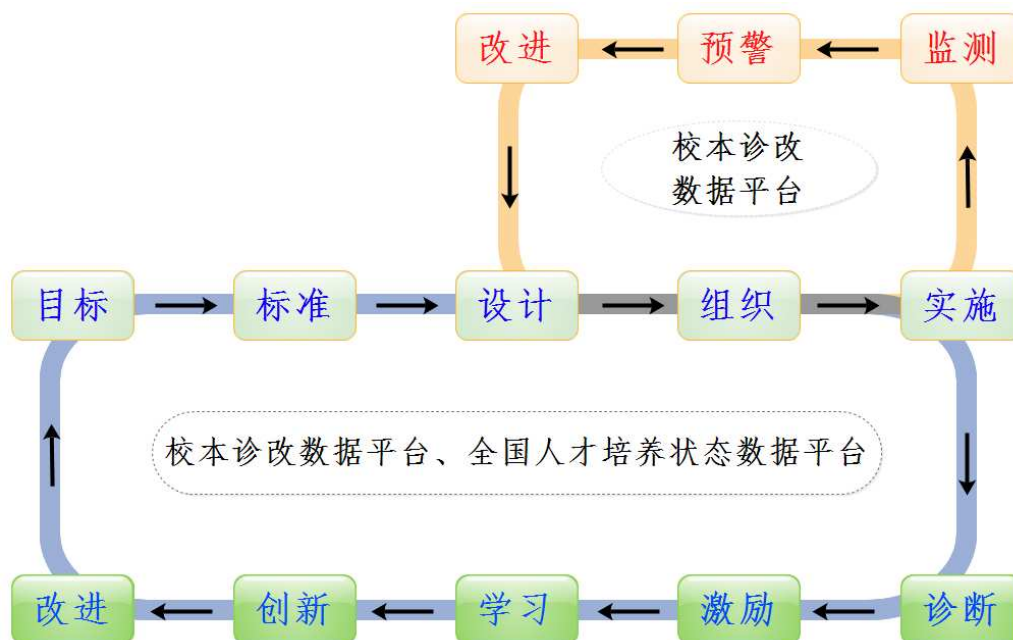 改进
预警
监测
校本诊改
数据平台
目标
标准
设计
组织
实施
校本诊改数据平台、全国人才培养状态数据平台
改进
创新
学习
激励
诊断